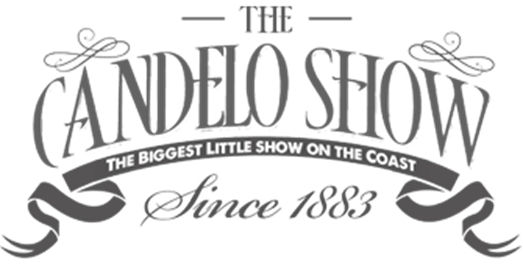 THE
CANDELO SHOW
THE BIGGEST LITTLE SHOW ON THE COAST
Since 1883